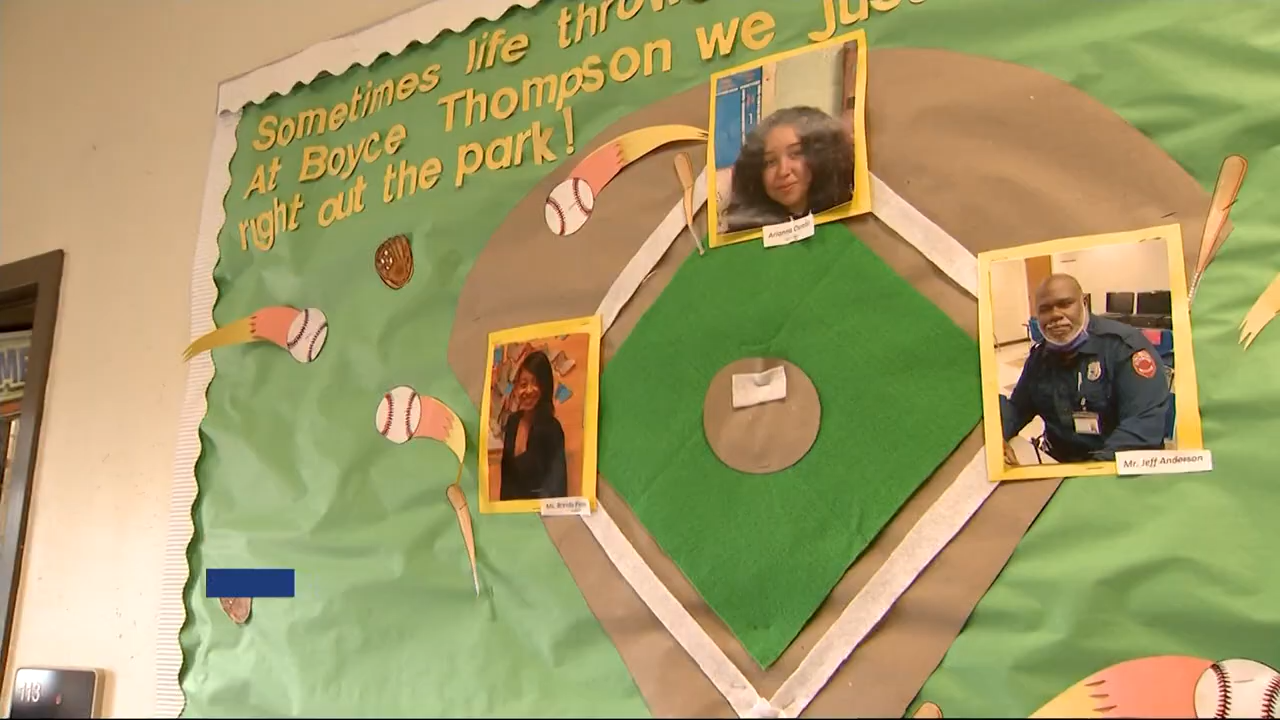 Sometimes life throw
At Boyce Thompson we jus
right out the park!
Mr. Jeff Anderson
113